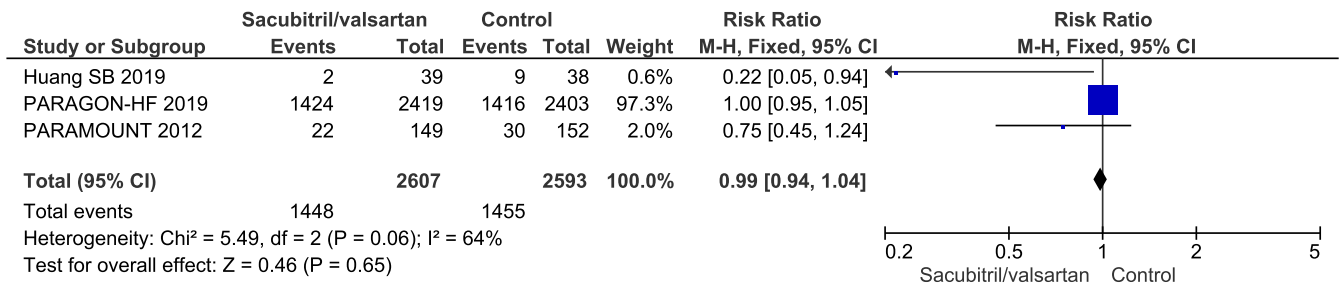 Sacubitril/valsartan Control Risk Ratio Risk Ratio
Study or Subgroup Events Total Events Total Weight M-H, Fixed, 95% CI M-H, Fixed, 95% CI
Huang SB 2019 2 39 9 38 0.6% 0.22 [0.05, 0.94]
PARAGON-HF 2019 1424 2419 1416 2403 97.3% 1.00 [0.95, 1.05]
PARAMOUNT 2012 22 149 30 152 2.0% 0.75 [0.45, 1.24]
Total (95% CI) 2607 2593 100.0% 0.99 [0.94, 1.04]
Total events 1448 1455
Heterogeneity: Chi² = 5.49, df = 2 (P = 0.06); I² = 64%
Test for overall effect: Z = 0.46 (P = 0.65)
0.2 0.5 1 2 5
Sacubitril/valsartan Control